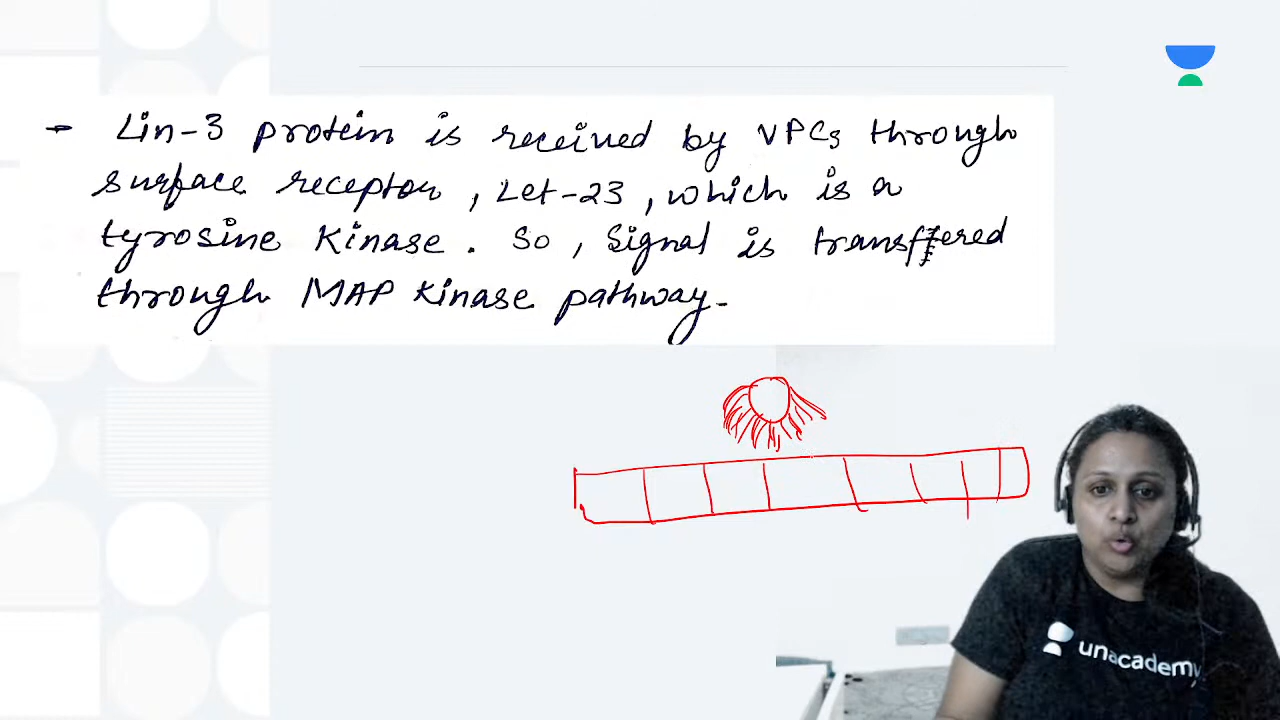 - Lin-3 protein is received by VPCs through
surface receptor, Let-23, which is a
tyrosine kinase. So, signal is transffered
through MAP kinase pathway.
unacademy